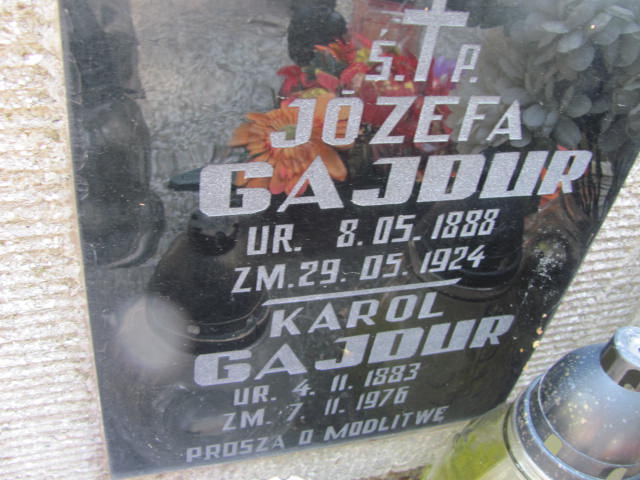 Ś. P.
JÓZEFA
GAJDUR
UR. 8.05.1888
ZM.29.05.1924
KAROL
GAJDUR
UR. 4.11.1883
ZM. 7.11.1976
PROSZĄ O MODLITWĘ